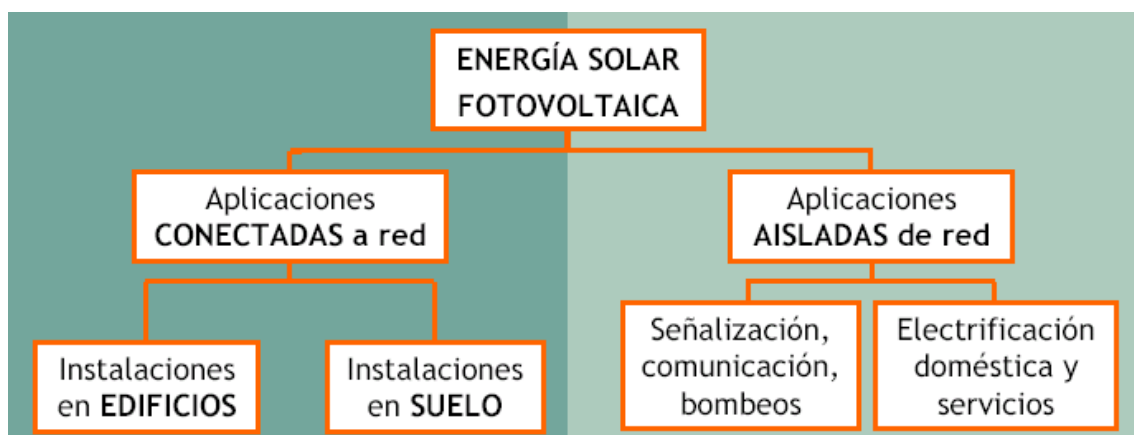 ENERGÍA SOLAR
FOTOVOLTAICA
Aplicaciones
CONECTADAS a red
Aplicaciones
AISLADAS de red
Instalaciones
en EDIFICIOS
Instalaciones
en SUELO
Señalización,
comunicación,
bombeos
Electrificación
doméstica y
servicios